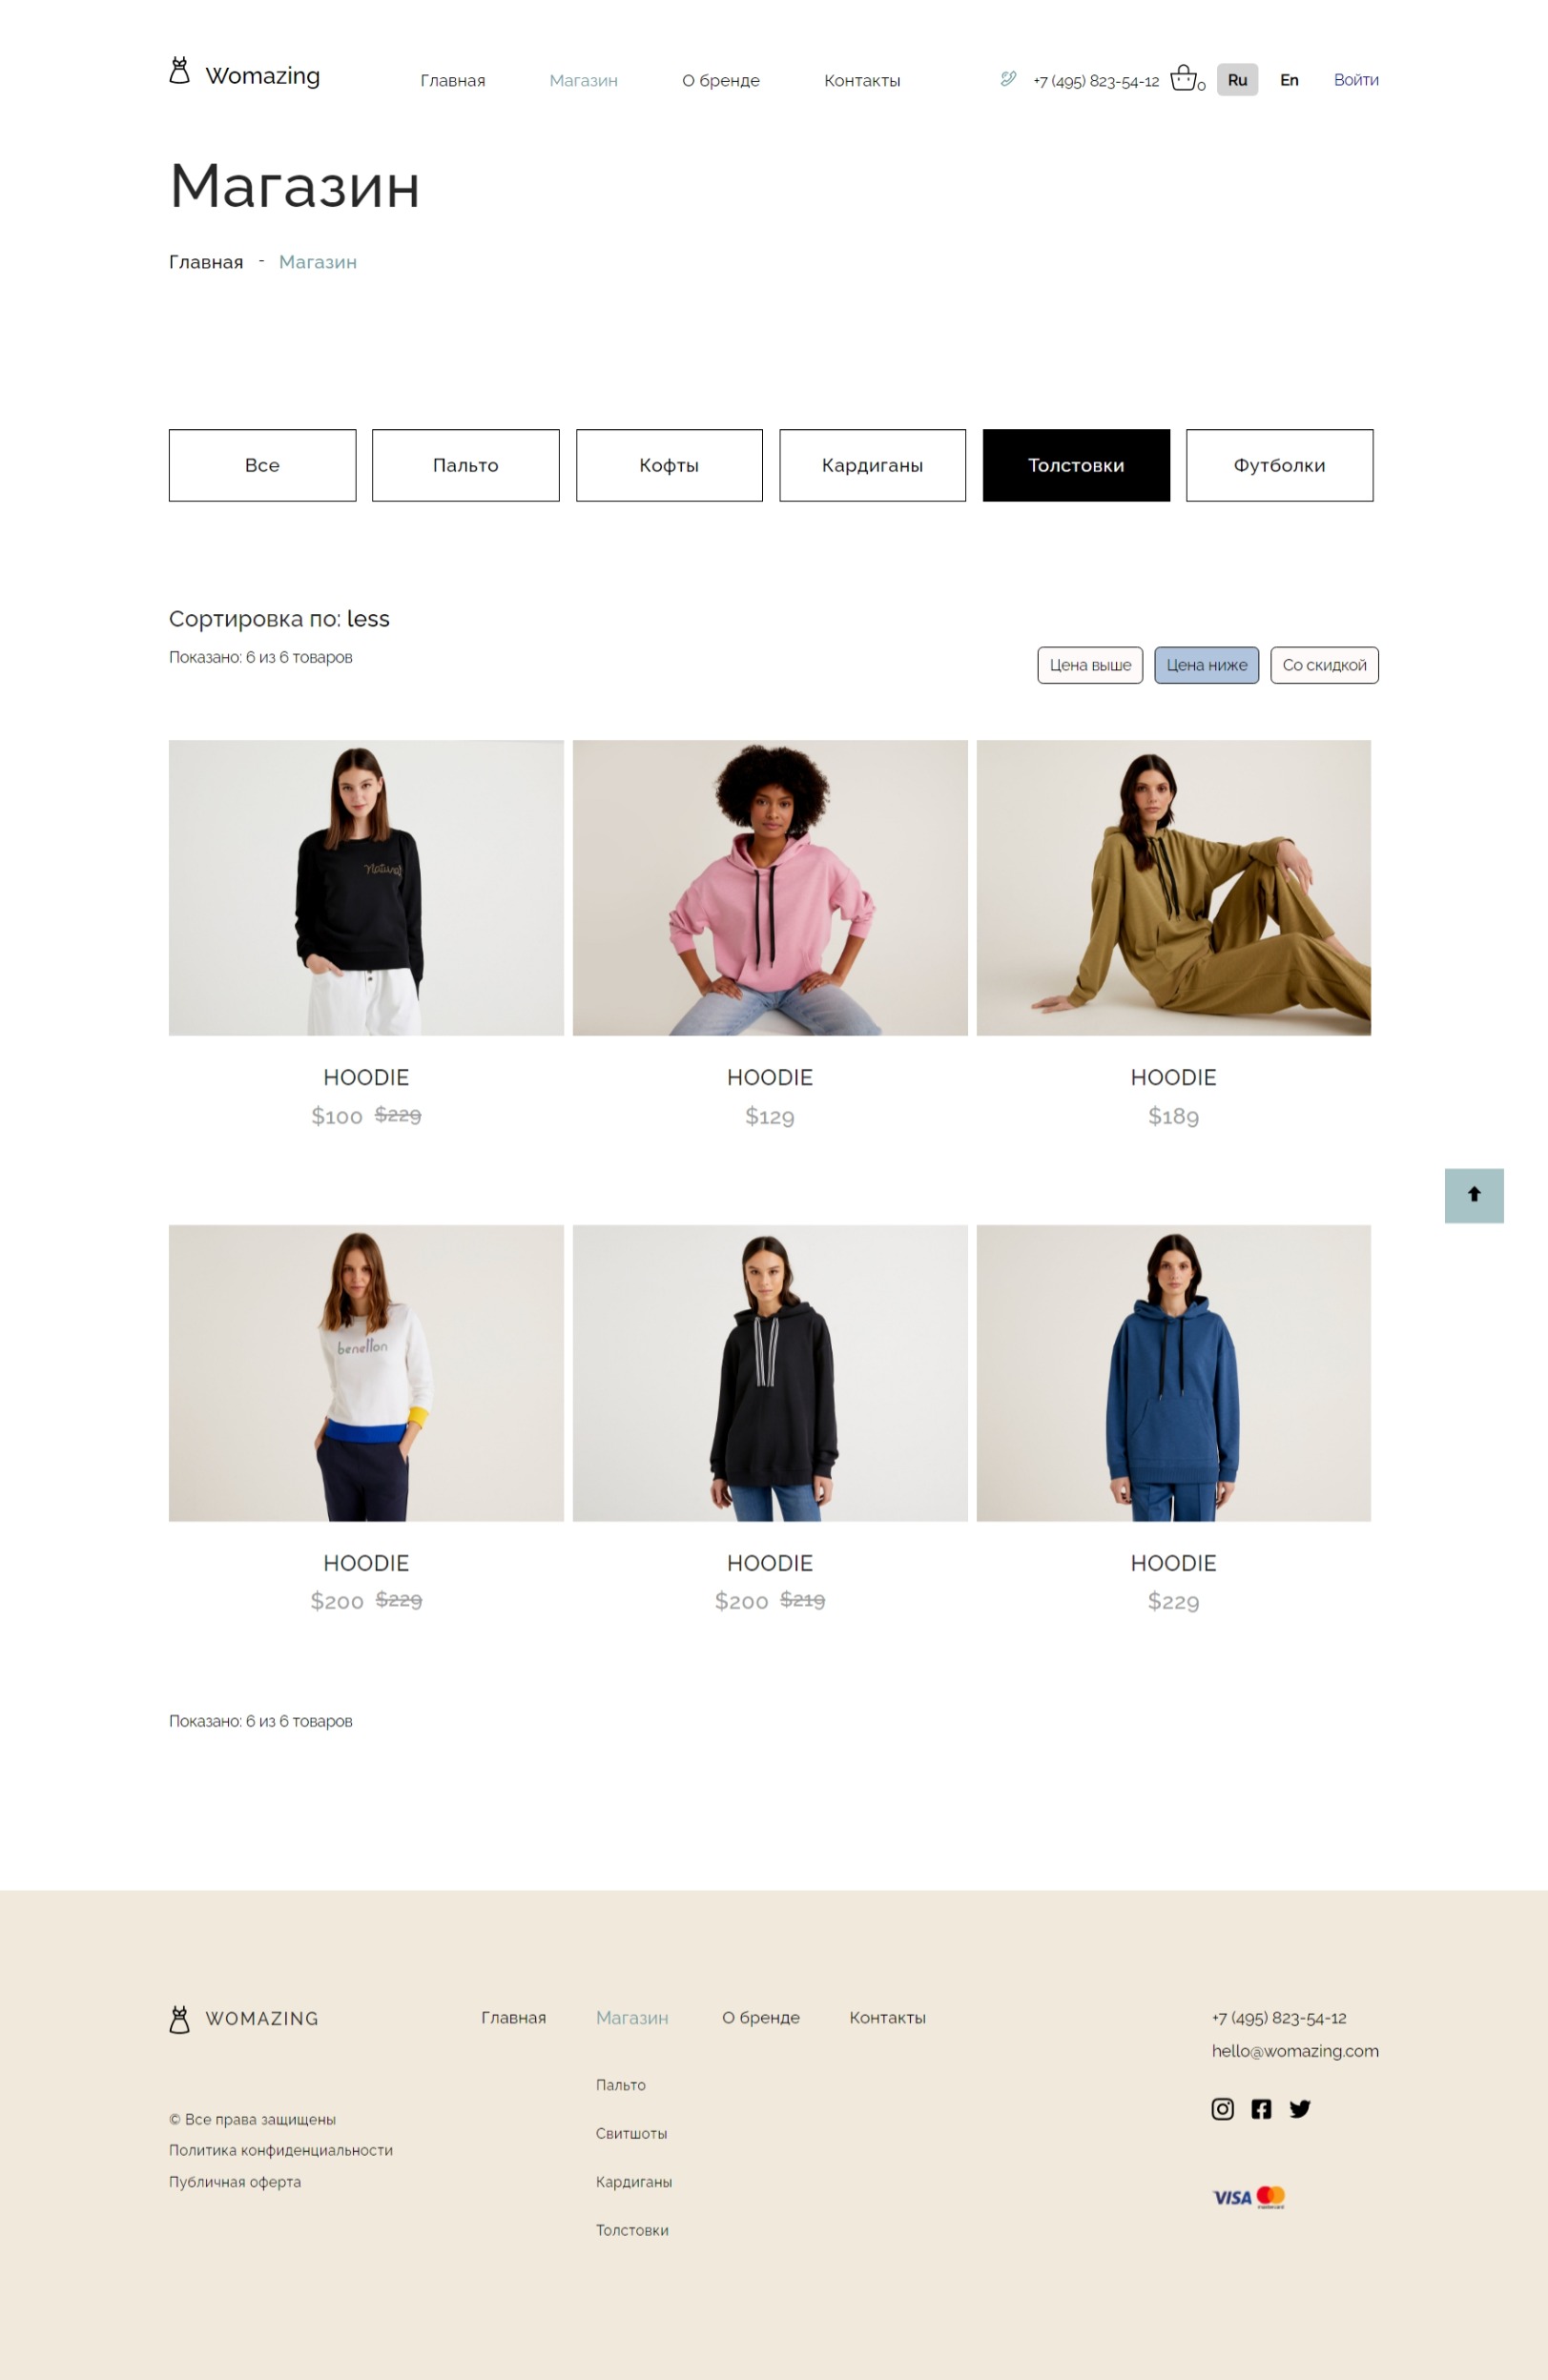 Womazing Главная Магазин О бренде Контакты +7 (495) 823-54-12 0 Ru En Войти
Магазин
Главная - Магазин
Все Пальто Кофты Кардиганы Толстовки Футболки
Сортировка по: less
Показано: 6 из 6 товаров
Цена выше Цена ниже Со скидкой
natural
HOODIE HOODIE HOODIE
$100 $229 $129 $189
benetton
HOODIE HOODIE HOODIE
$200 $229 $200 $219 $229
Показано: 6 из 6 товаров
WOMAZING Главная Магазин О бренде Контакты +7 (495) 823-54-12
hello@womazing.com
Пальто
© Все права защищены
Свитшоты
Политика конфиденциальности
Публичная оферта
Кардиганы
VISA mastercard
Толстовки